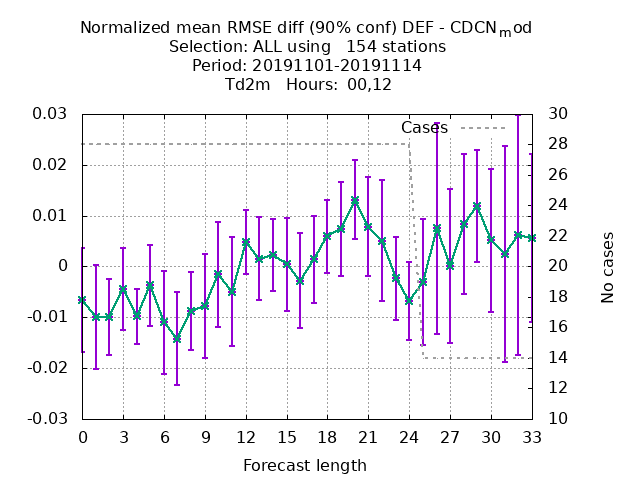 Normalized mean RMSE diff (90% conf) DEF - CDCNmod
Selection: ALL using 154 stations
Period: 20191101-20191114
Td2m Hours: 00,12
Cases
0.03
0.02
0.01
0
-0.01
-0.02
-0.03
30
28
26
24
22
20
18
16
14
12
10
No cases
0 3 6 9 12 15 18 21 24 27 30 33
Forecast length